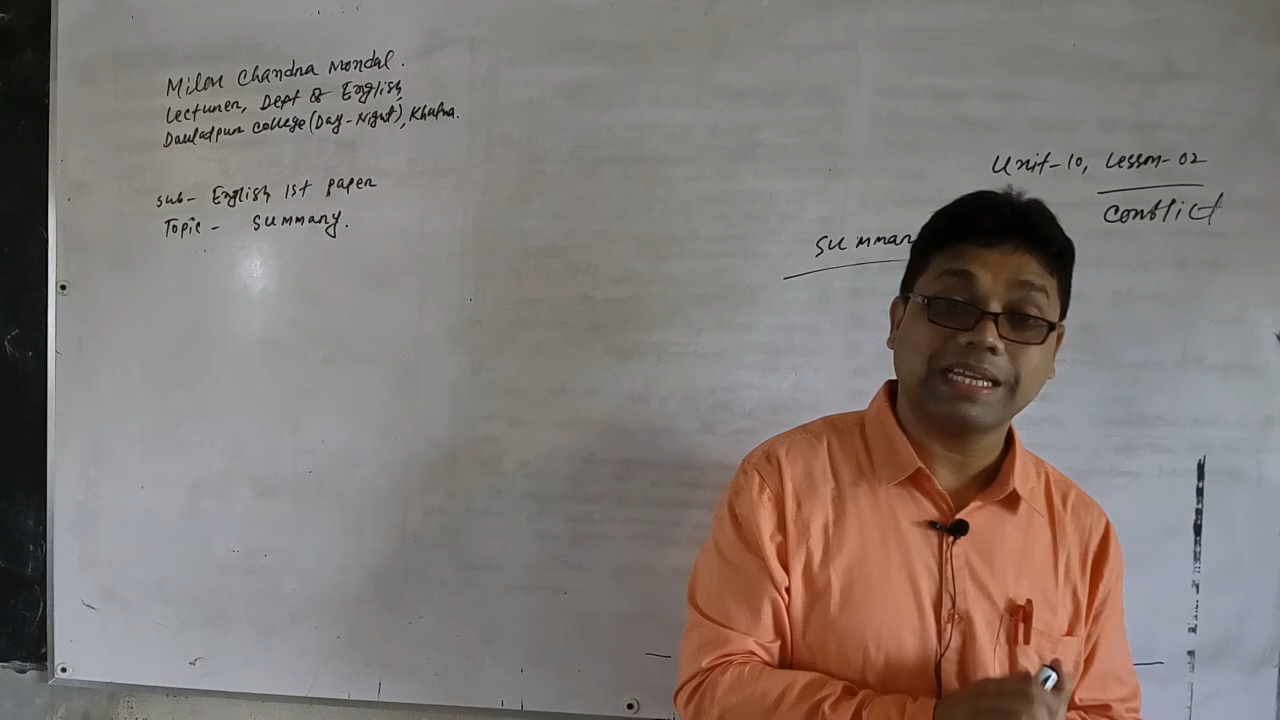 Milon Chandra Mondal.
Lecturer, Dept of English,
Daulatpur College (Day-Night), Khulna.
Sub- English 1st paper
Topic - Summary.
Unit-10, Lesson-02
Conflict
Summar